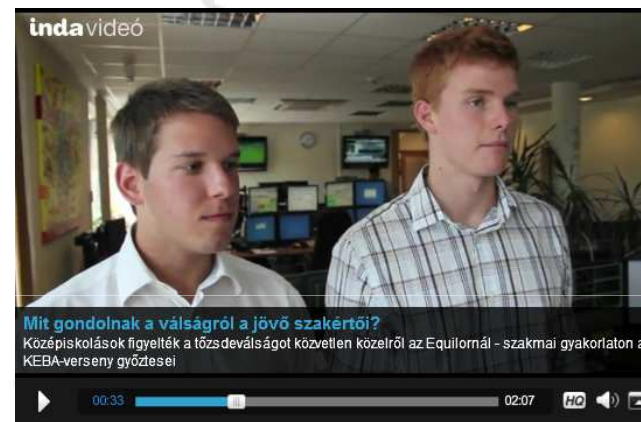 indavideó
Mit gondolnak a válságról a jövő szakértői?
Középiskolások figyelték a tőzsdeválságot közvetlen közelről az Equilornál - szakmai gyakorlaton a
KEBA-verseny győztesei
00:33 02:07 HQ